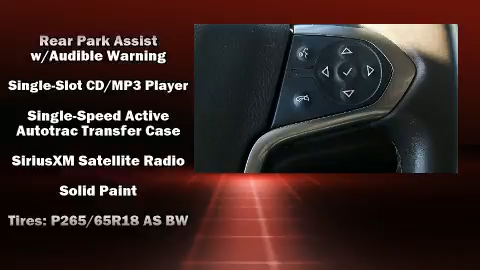 Rear Park Assist
w/Audible Warning
Single-Slot CD/MP3 Player
Single-Speed Active
Autotrac Transfer Case
SiriusXM Satellite Radio
Solid Paint
Tires: P265/65R18 AS BW